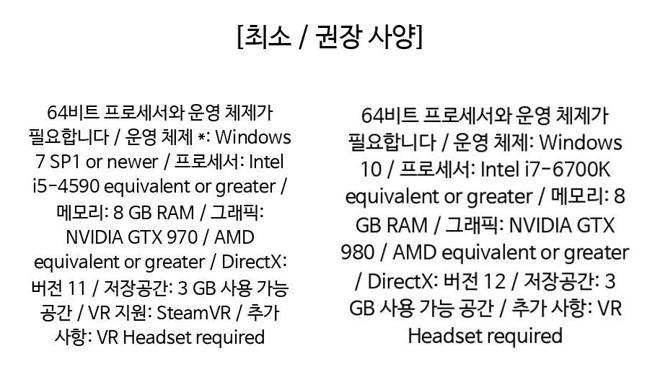 [최소 / 권장 사양]
64비트 프로세서와 운영 체제가
필요합니다 / 운영 체제 *: Windows
7 SP1 or newer / 프로세서: Intel
i5-4590 equivalent or greater /
메모리: 8 GB RAM / 그래픽:
NVIDIA GTX 970 / AMD
equivalent or greater / DirectX:
버전 11 / 저장공간: 3 GB 사용 가능
공간 / VR 지원: SteamVR / 추가
사항: VR Headset required
64비트 프로세서와 운영 체제가
필요합니다 / 운영 체제: Windows
10 / 프로세서: Intel i7-6700K
equivalent or greater / 메모리: 8
GB RAM / 그래픽: NVIDIA GTX
980 / AMD equivalent or greater
/ DirectX: 버전 12 / 저장공간: 3
GB 사용 가능 공간 / 추가 사항: VR
Headset required